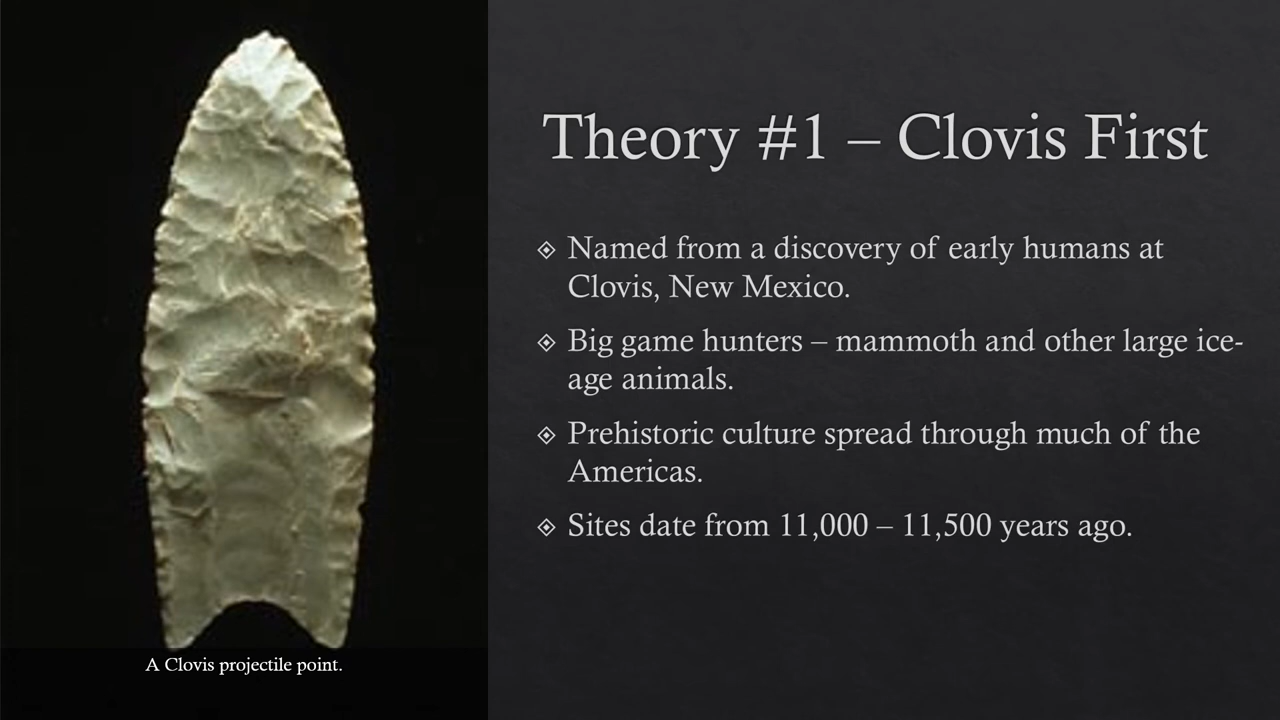 Theory #1 – Clovis First
Named from a discovery of early humans at
Clovis, New Mexico.
Big game hunters – mammoth and other large ice-
age animals.
Prehistoric culture spread through much of the
Americas.
Sites date from 11,000 – 11,500 years ago.
A Clovis projectile point.